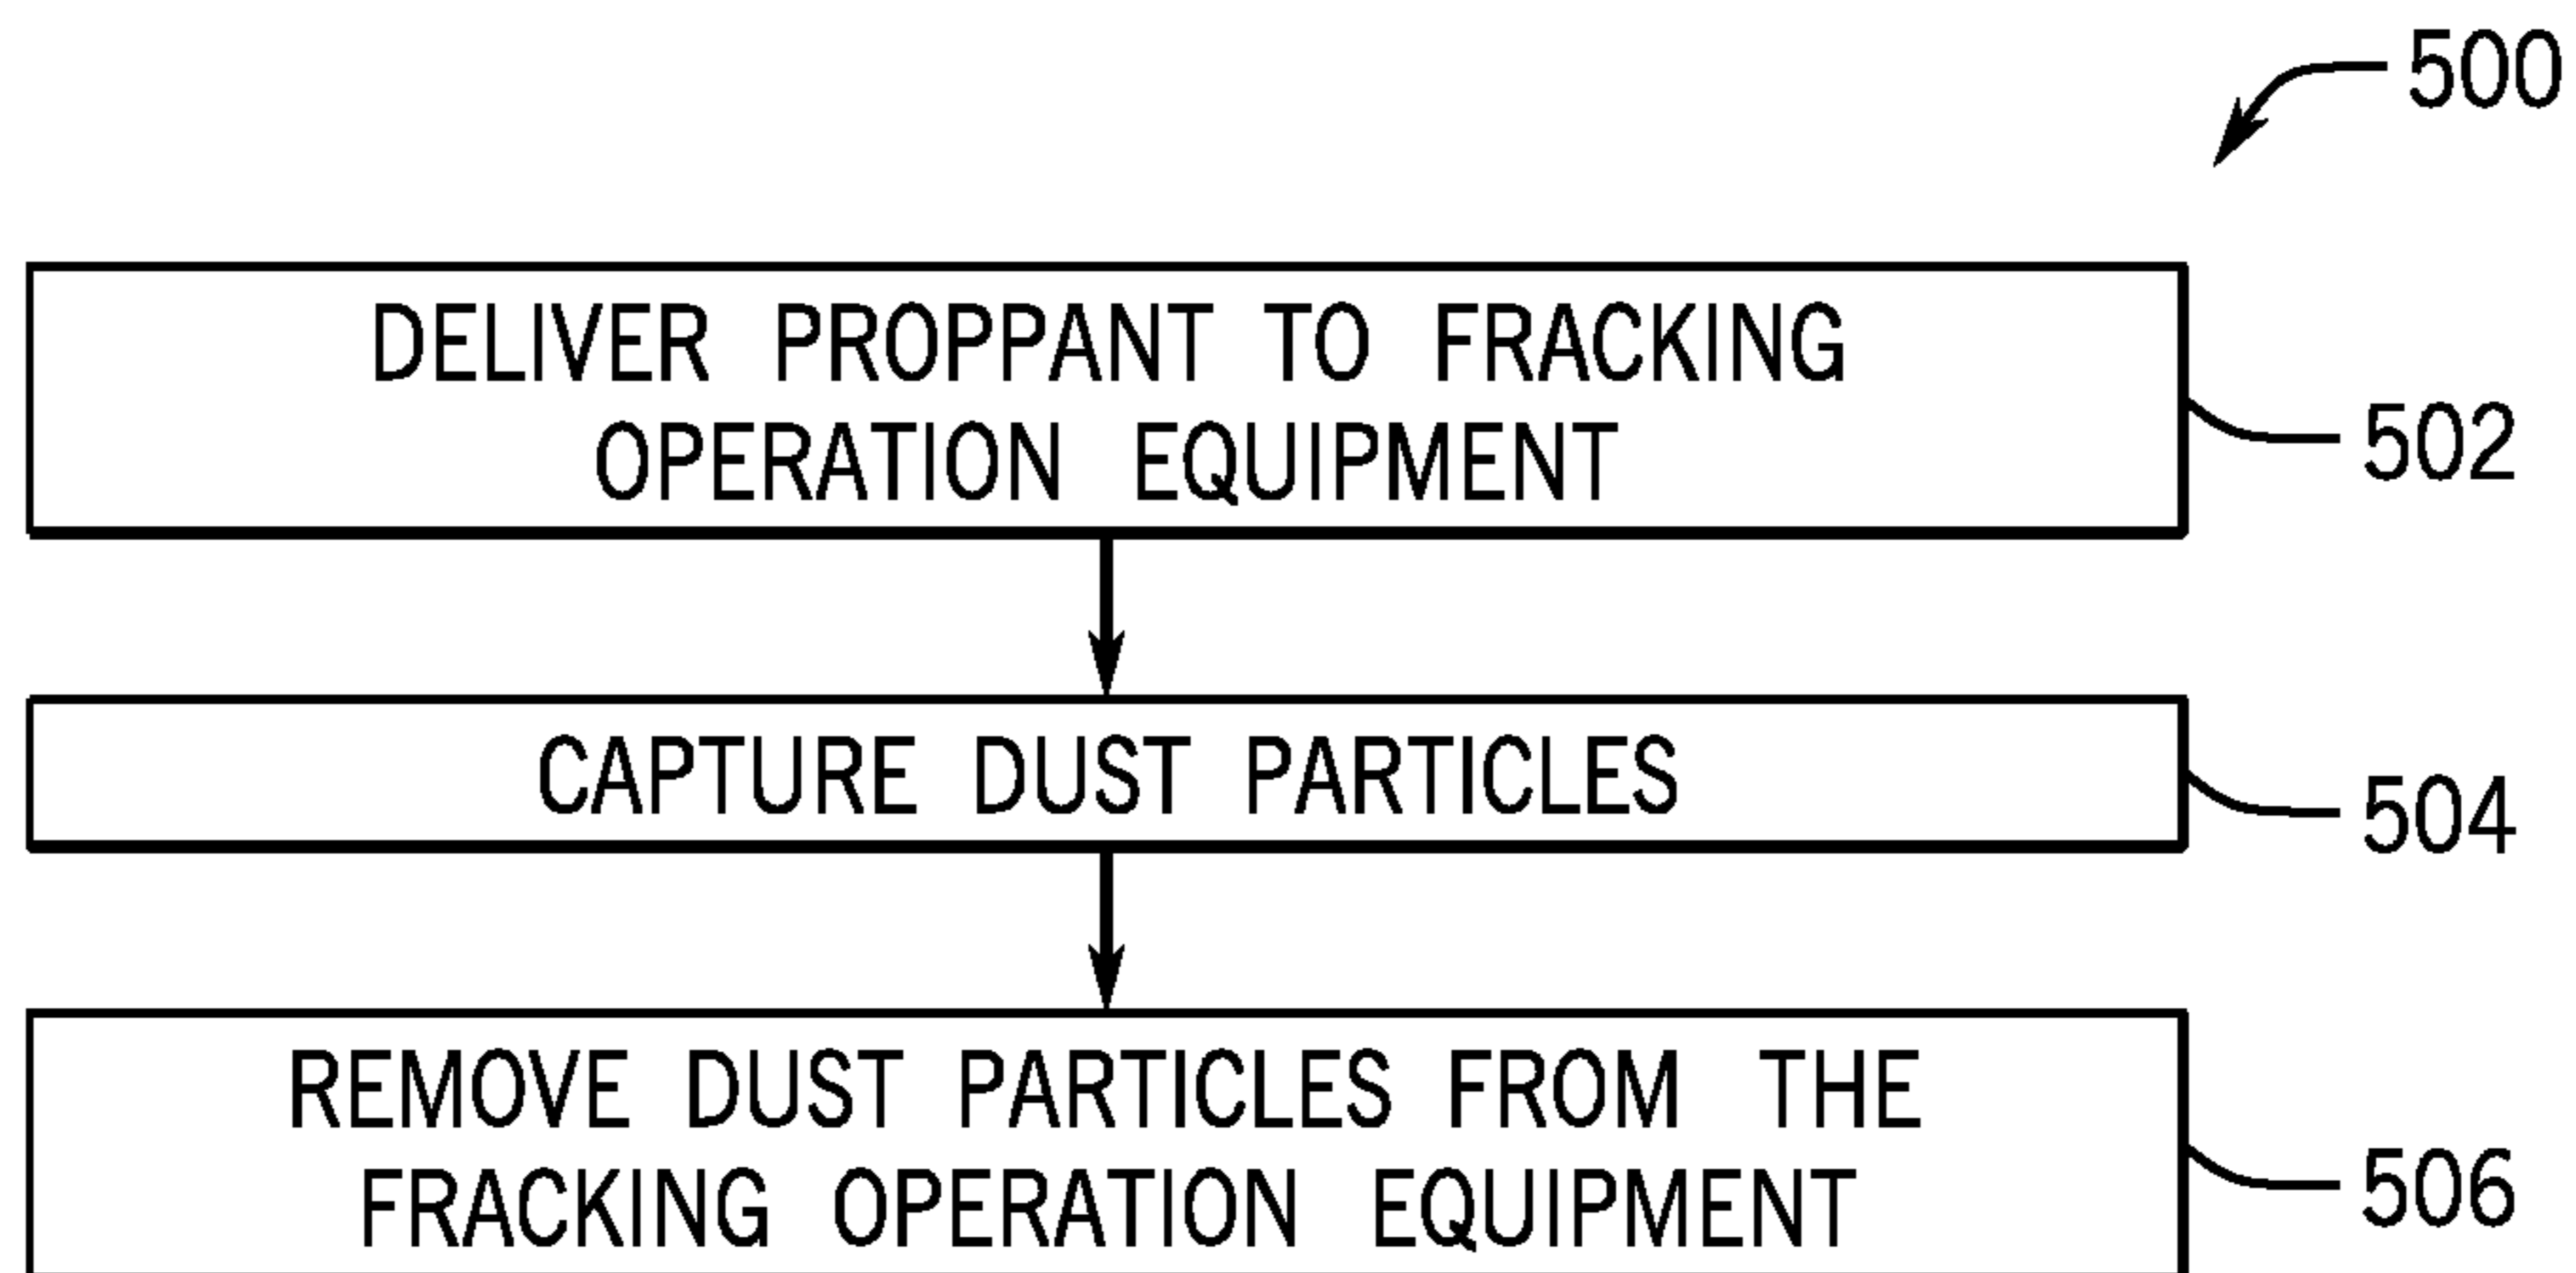 500
DELIVER PROPPANT TO FRACKING
OPERATION EQUIPMENT
502
CAPTURE DUST PARTICLES
504
REMOVE DUST PARTICLES FROM THE
FRACKING OPERATION EQUIPMENT
506